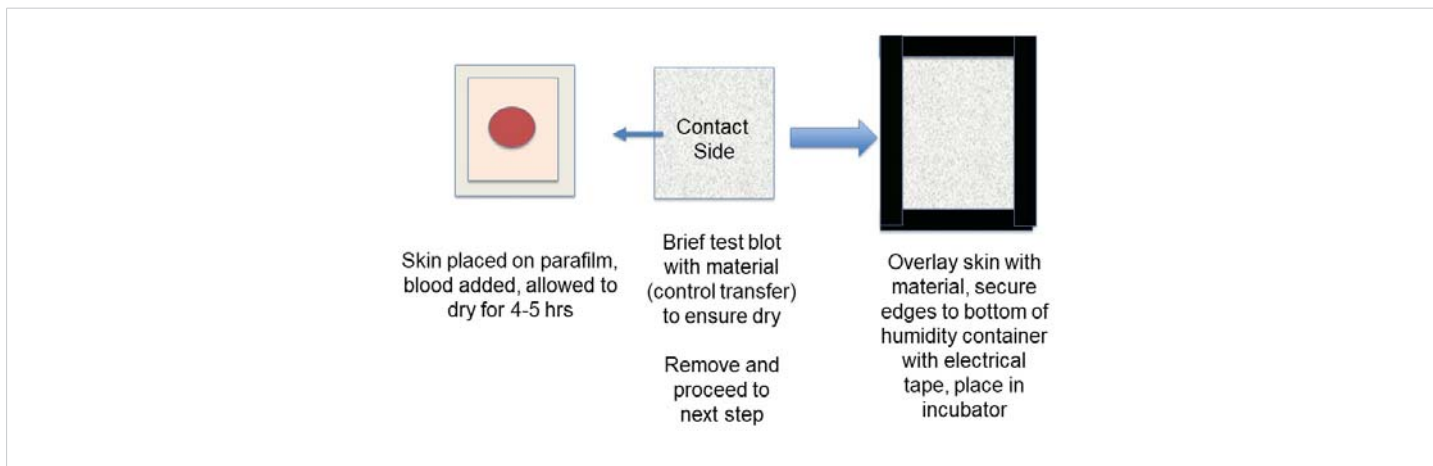 Contact
Side
Skin placed on parafilm,
blood added, allowed to
dry for 4-5 hrs
Brief test blot
with material
(control transfer)
to ensure dry
Remove and
proceed to
next step
Overlay skin with
material, secure
edges to bottom of
humidity container
with electrical
tape, place in
incubator